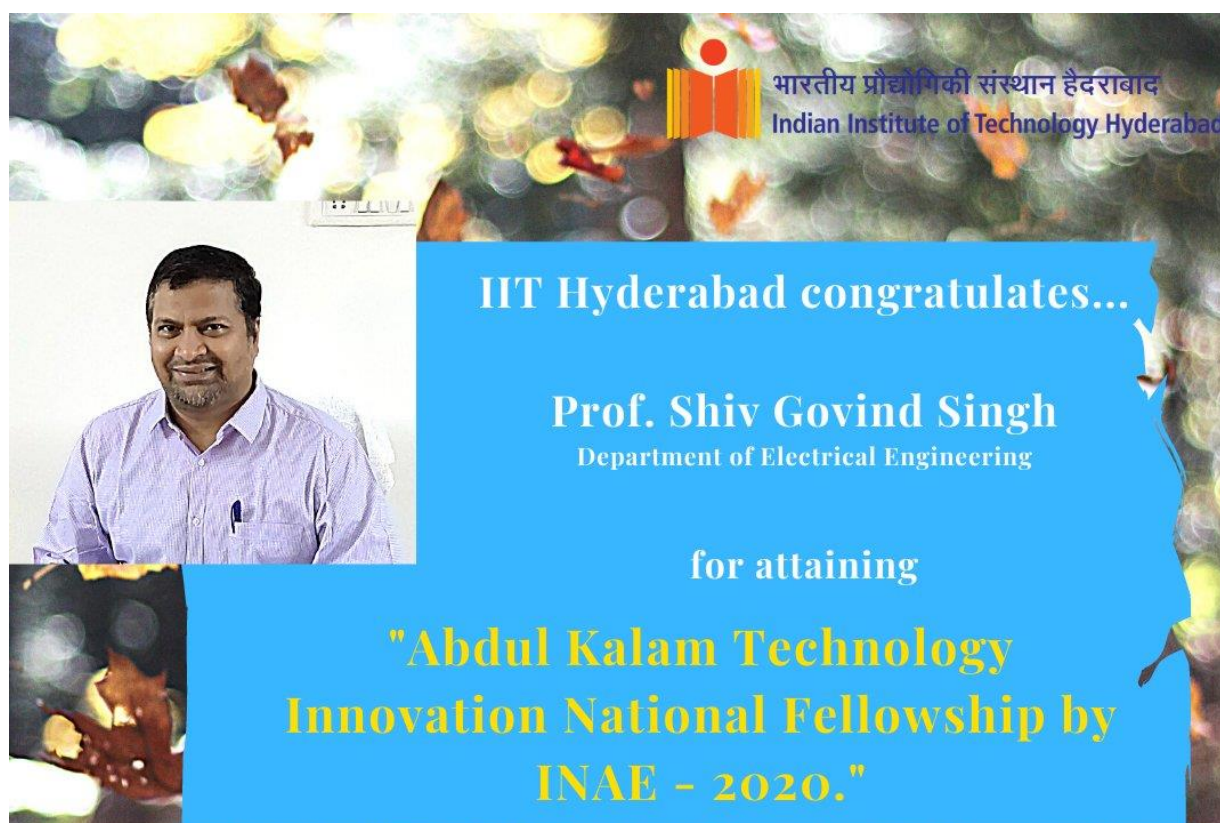 भारतीय प्रौद्योगिकी संस्थान हैदराबाद
Indian Institute of Technology Hyderabad
IIT Hyderabad congratulates...
Prof. Shiv Govind Singh
Department of Electrical Engineering
for attaining
"Abdul Kalam Technology
Innovation National Fellowship by
INAE - 2020."